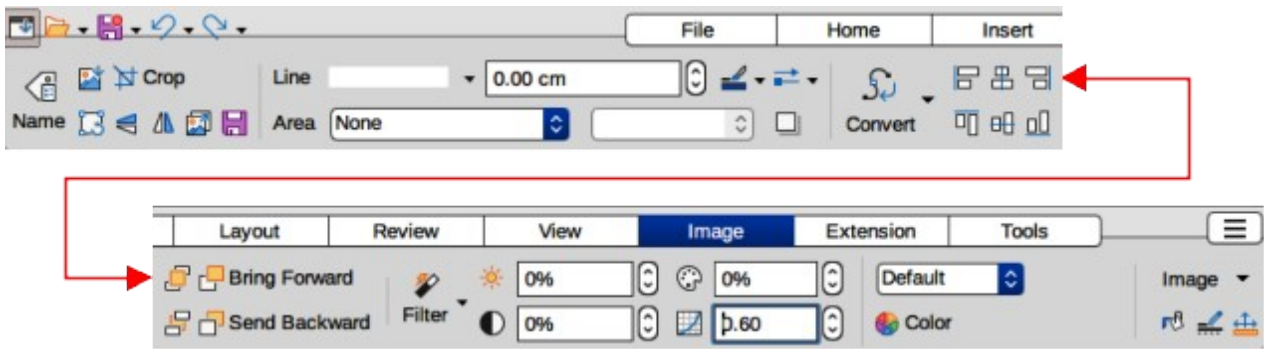 File Home Insert
Crop Line 0.00 cm
Name Area None Convert
Layout Review View Image Extension Tools
Bring Forward 0% 0% Default Image
Send Backward Filter 0% 0.60 Color